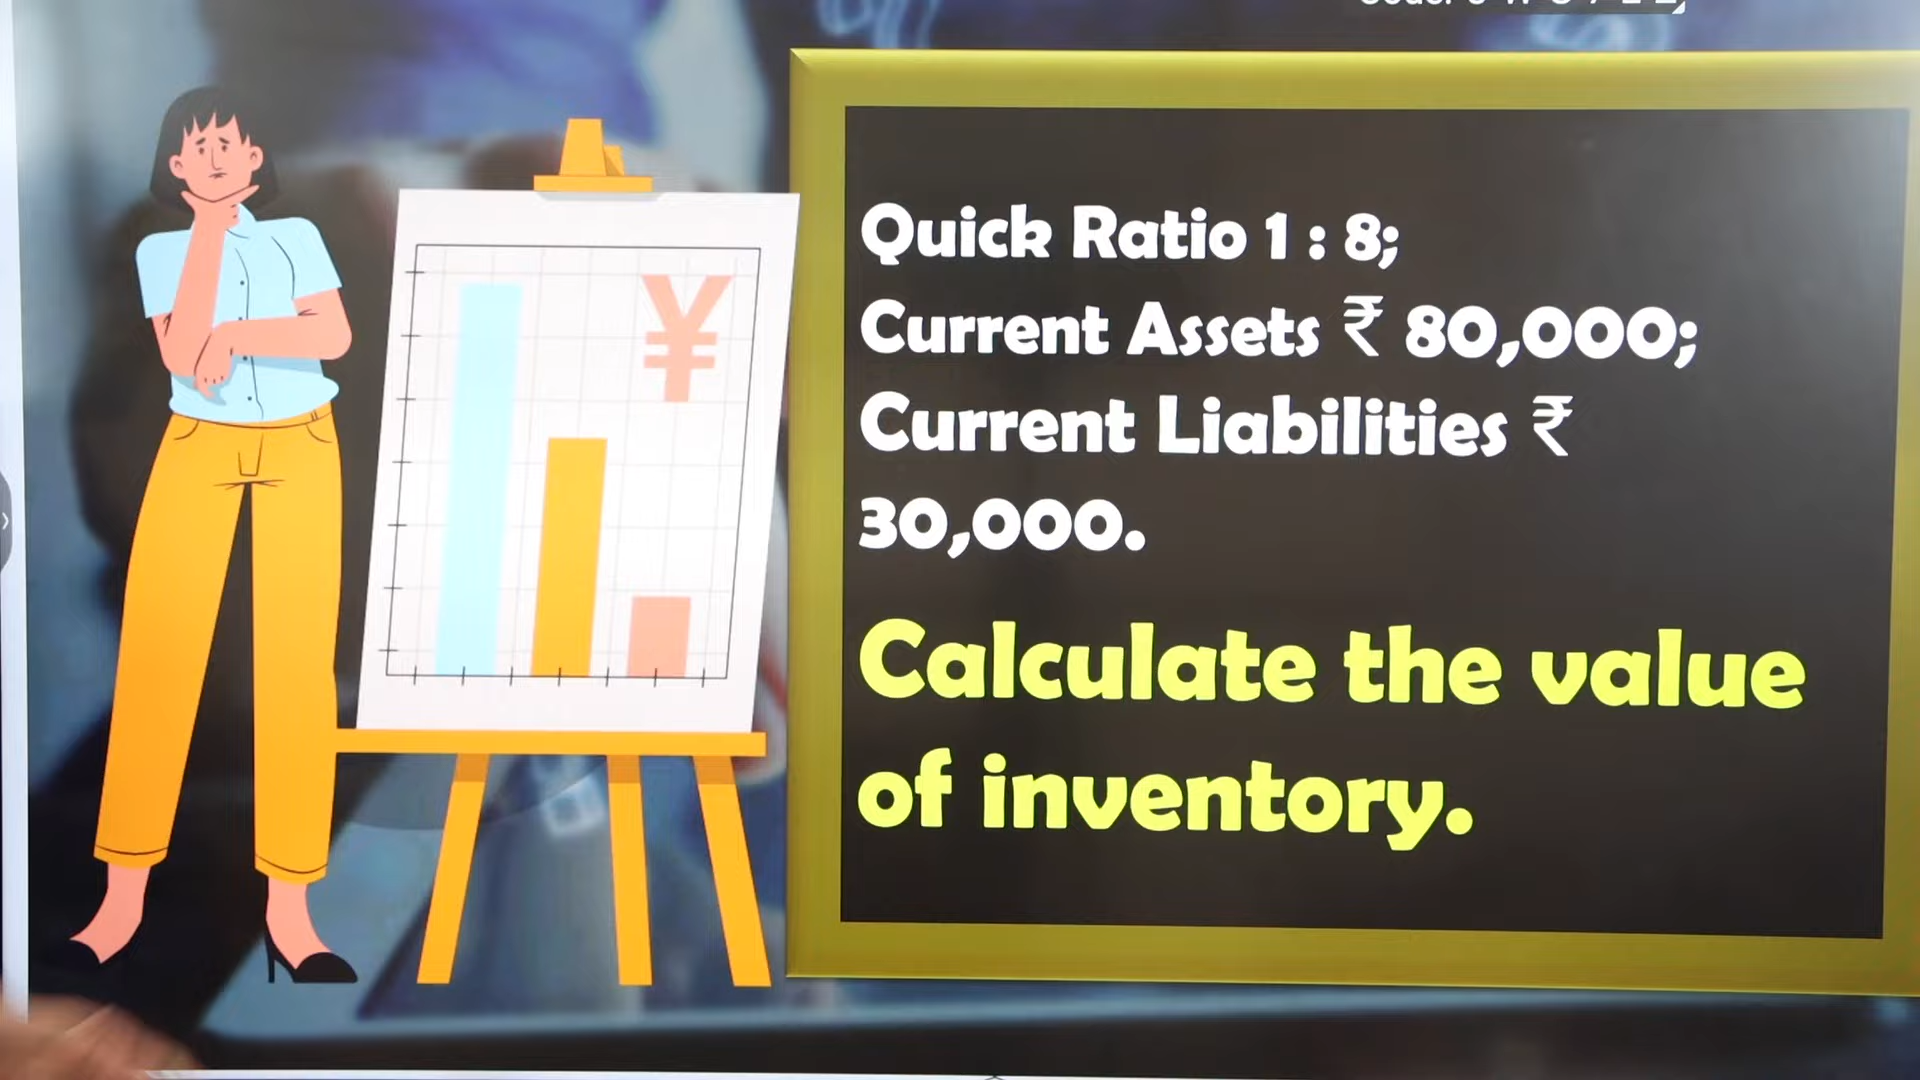 Quick Ratio 1 : 8;
Current Assets ₹ 80,000;
Current Liabilities ₹
30,000.
Calculate the value
of inventory.
¥